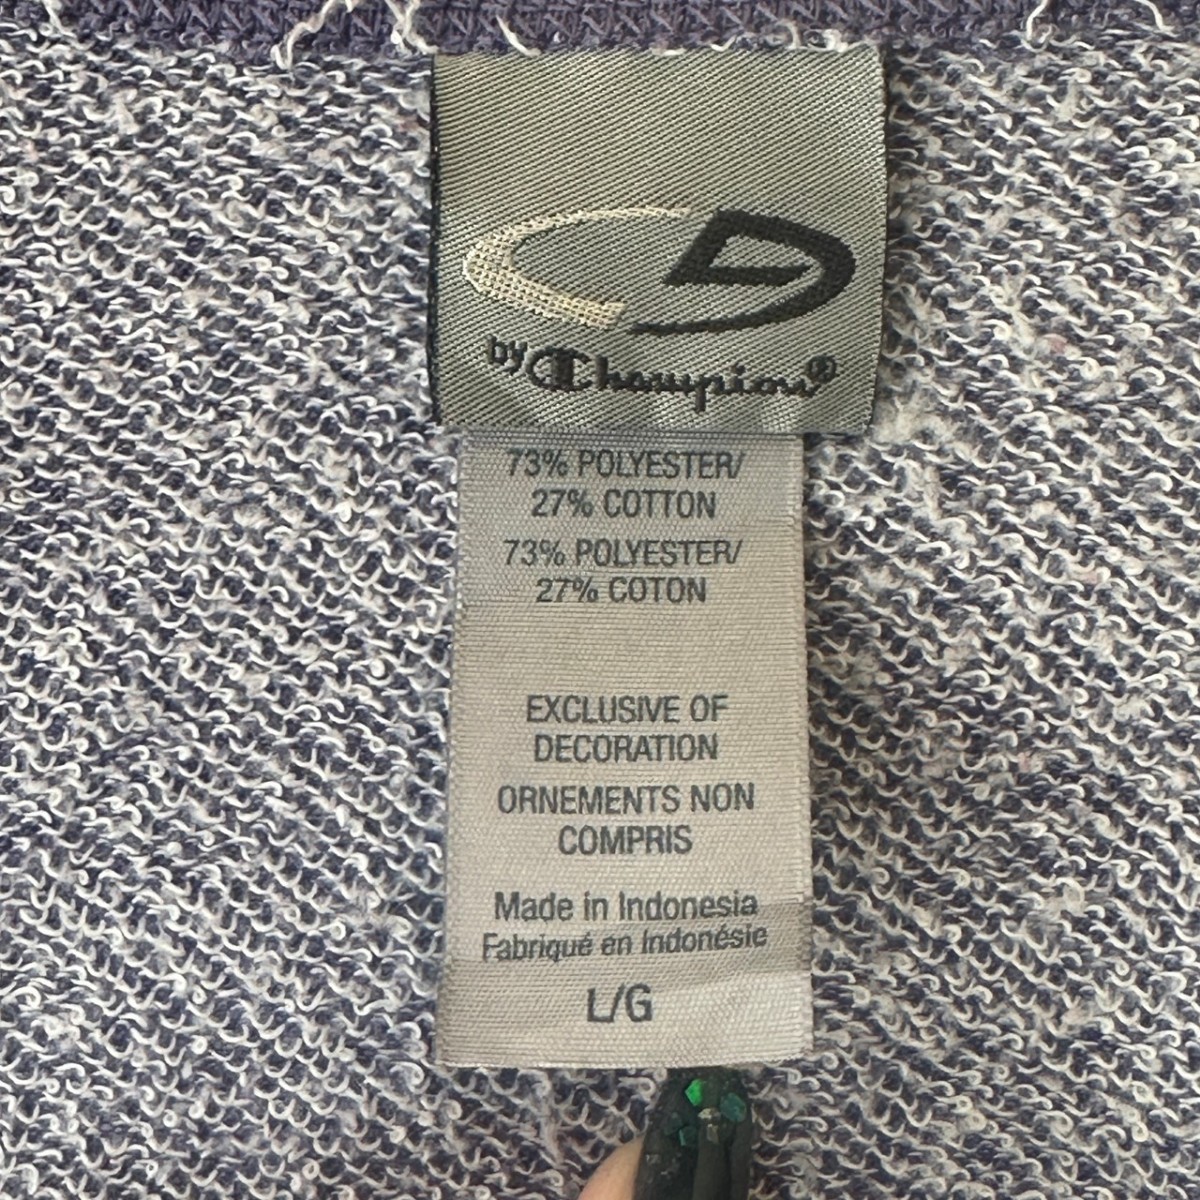 C9
by Champion®
73% POLYESTER/
27% COTTON
73% POLYESTER/
27% COTON
EXCLUSIVE OF
DECORATION
ORNEMENTS NON
COMPRIS
Made in Indonesia
Fabriqué en Indonésie
L/G